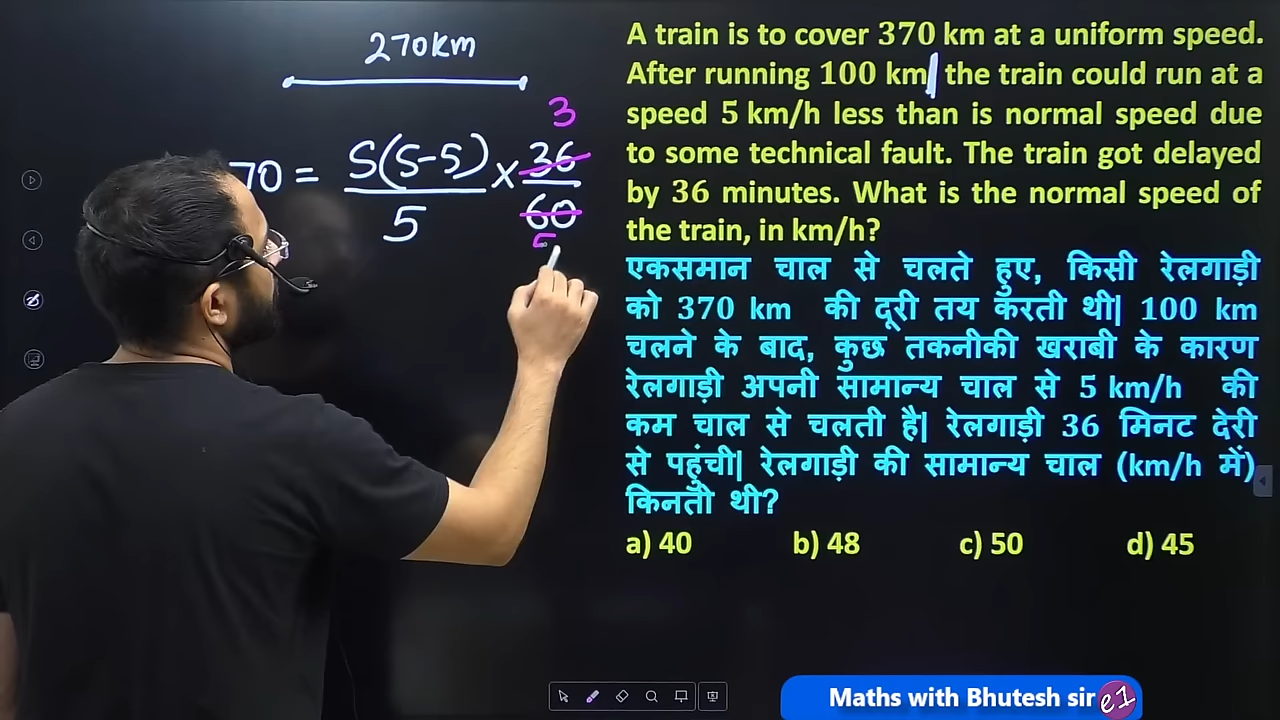 270km
70 = S(S-5)/5 × 36/60
3
5
A train is to cover 370 km at a uniform speed.
After running 100 km the train could run at a
speed 5 km/h less than is normal speed due
to some technical fault. The train got delayed
by 36 minutes. What is the normal speed of
the train, in km/h?
एकसमान चाल से चलते हुए, किसी रेलगाड़ी
को 370 km की दूरी तय करती थी| 100 km
चलने के बाद, कुछ तकनीकी खराबी के कारण
रेलगाड़ी अपनी सामान्य चाल से 5 km/h की
कम चाल से चलती है| रेलगाड़ी 36 मिनट देरी
से पहुंची| रेलगाड़ी की सामान्य चाल (km/h में)
कितनी थी?
a) 40 b) 48 c) 50 d) 45
Maths with Bhutesh sir e1